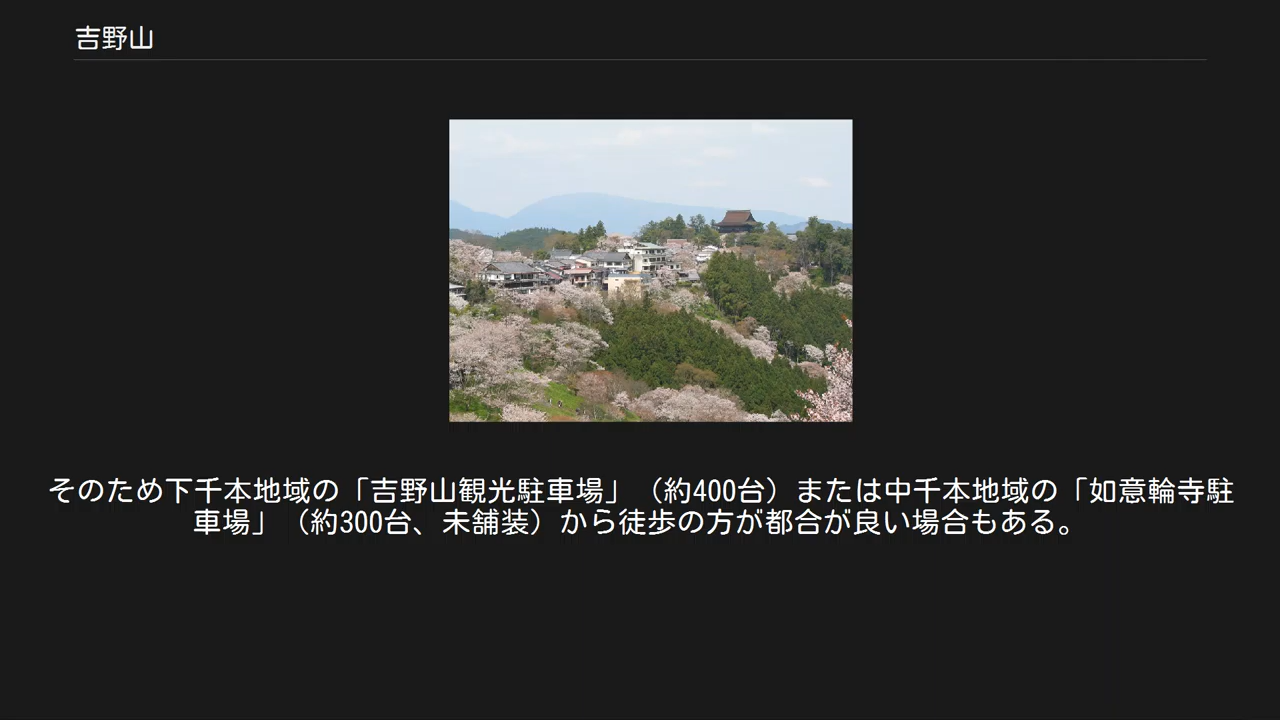 吉野山
そのため下千本地域の「吉野山観光駐車場」（約400台）または中千本地域の「如意輪寺駐
車場」（約300台、未舗装）から徒歩の方が都合が良い場合もある。